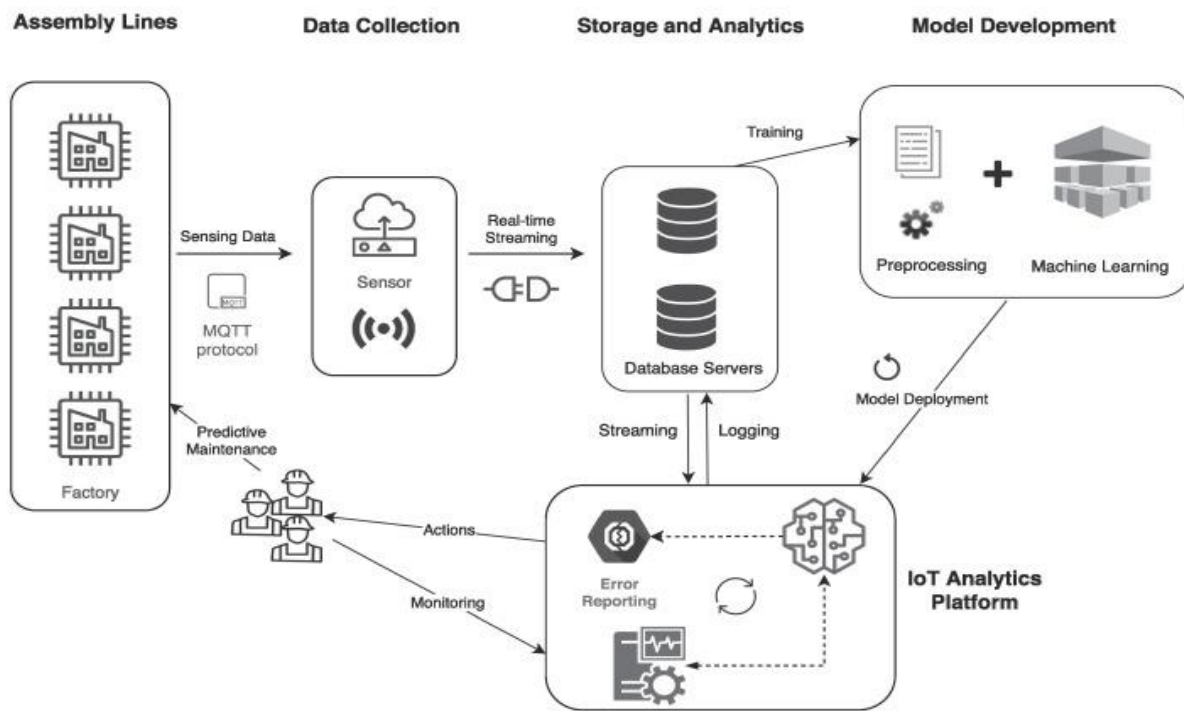 Assembly Lines
Data Collection
Storage and Analytics
Model Development
Factory
Sensing Data
MQTT
MQTT
protocol
Sensor
Real-time
Streaming
Database Servers
Training
Preprocessing
Machine Learning
Model Deployment
Streaming
Logging
Predictive
Maintenance
Actions
Monitoring
Error
Reporting
IoT Analytics
Platform